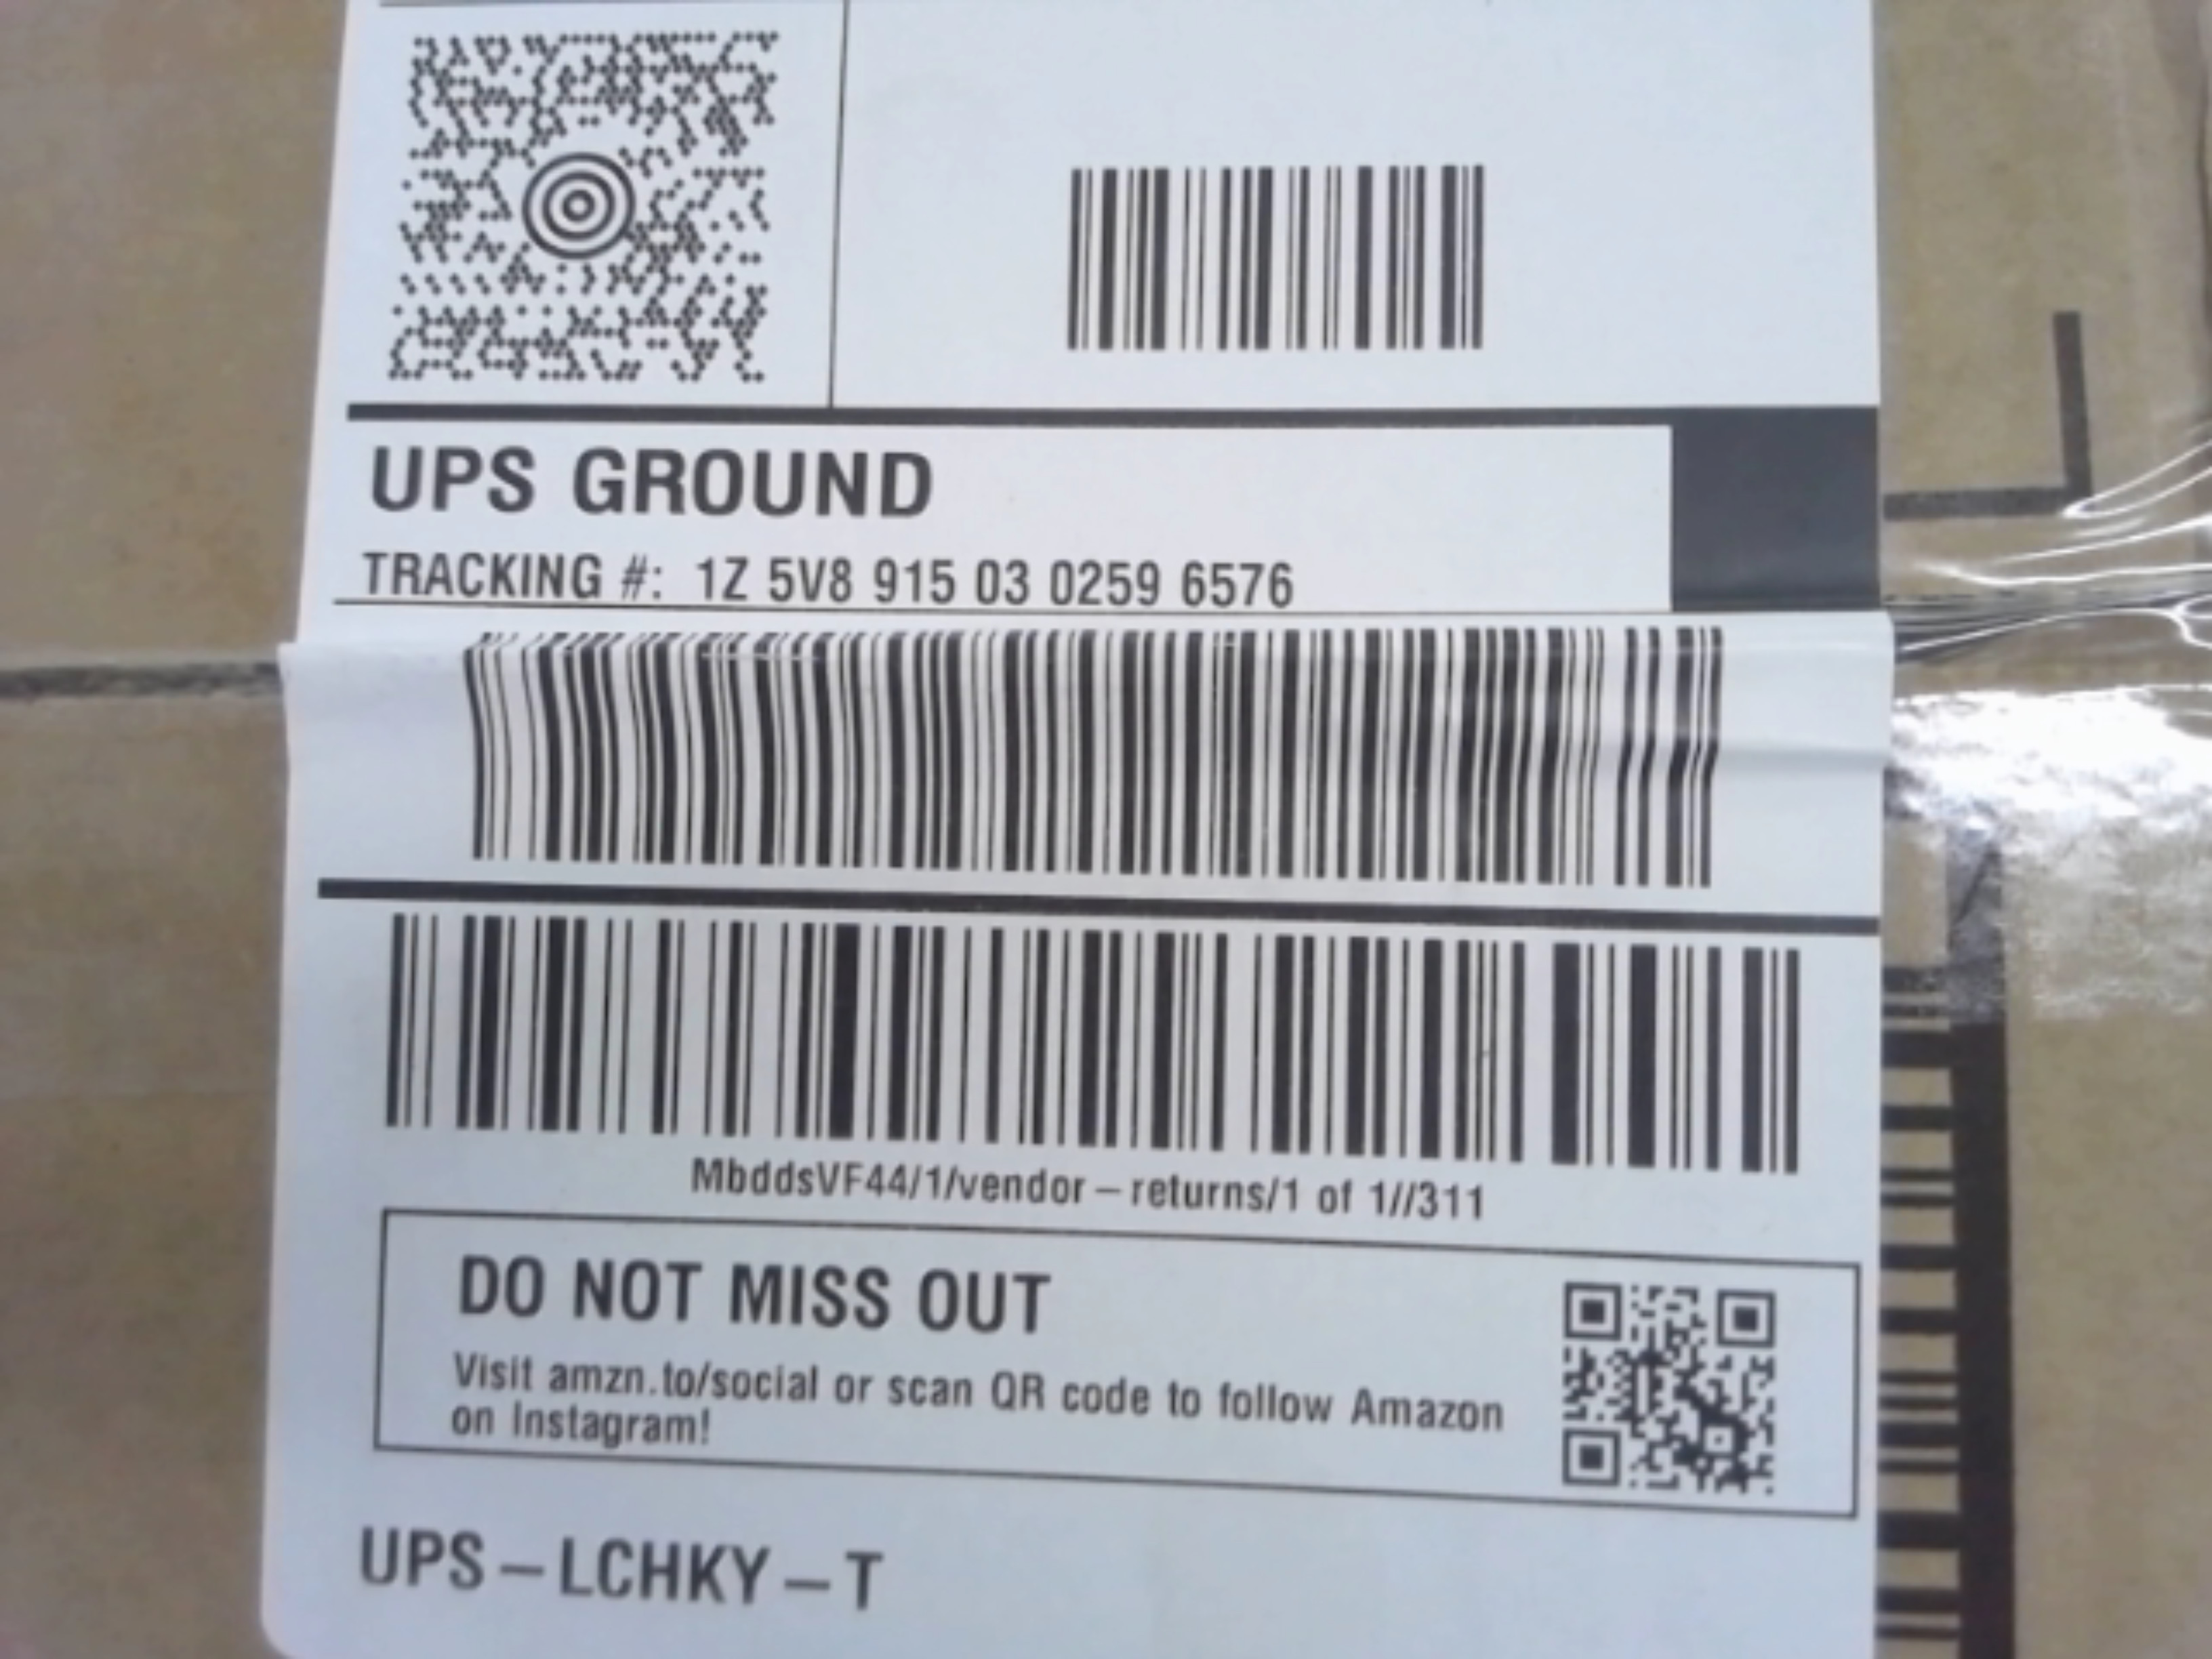 UPS GROUND
TRACKING #: 1Z 5V8 915 03 0259 6576
MbddsVF44/1/vendor – returns/1 of 1//311
DO NOT MISS OUT
Visit amzn.to/social or scan QR code to follow Amazon
on Instagram!
UPS – LCHKY – T